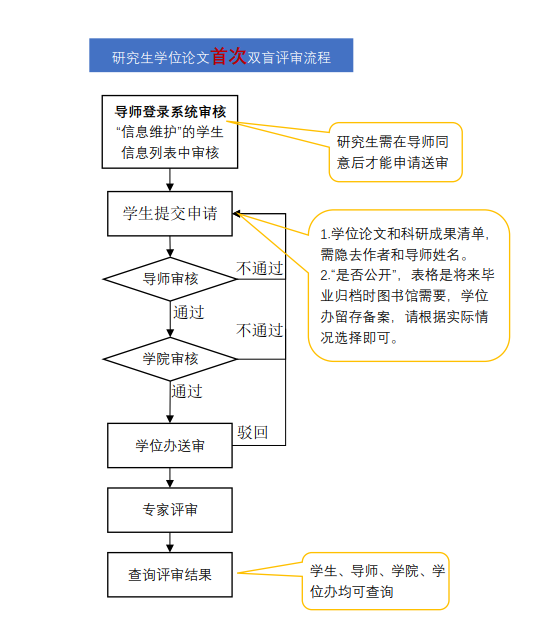 研究生学位论文首次双盲评审流程
导师登录系统审核
“信息维护”的学生
信息列表中审核
研究生需在导师同
意后才能申请送审
学生提交申请
1.学位论文和科研成果清单，
需隐去作者和导师姓名。
2.“是否公开”，表格是将来毕
业归档时图书馆需要，学位
办留存备案，请根据实际情
况选择即可。
不通过
导师审核
通过
不通过
学院审核
通过
驳回
学位办送审
专家评审
查询评审结果
学生、导师、学院、学
位办均可查询